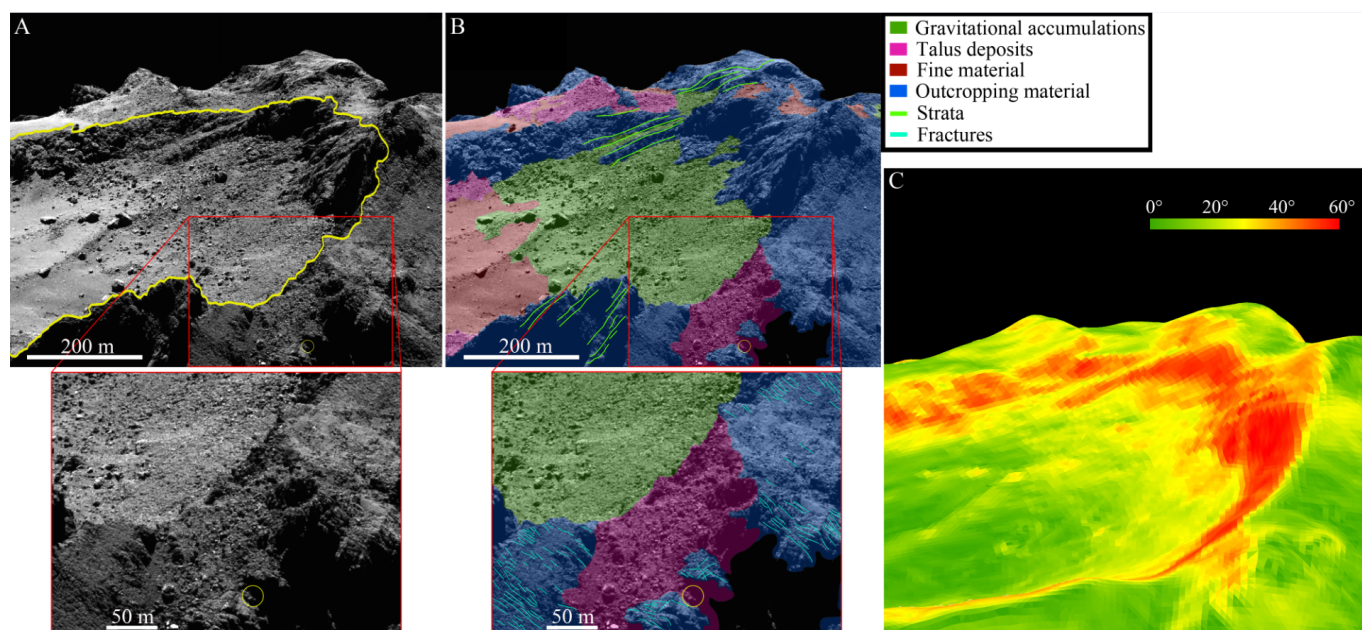 A
B
Gravitational accumulations
Talus deposits
Fine material
Outcropping material
Strata
Fractures
C
0° 20° 40° 60°
200 m
200 m
50 m
50 m